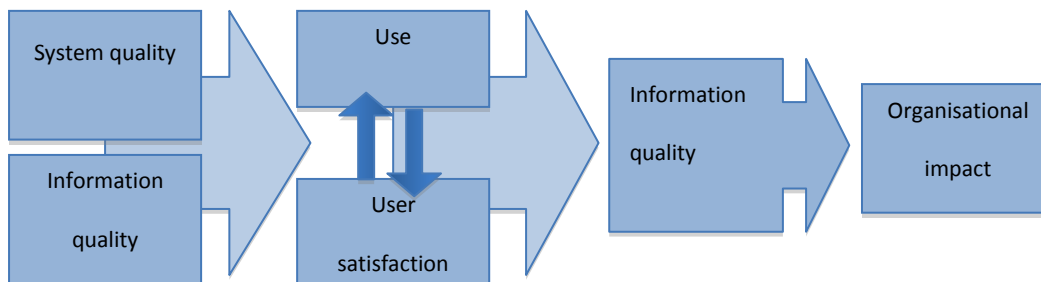 System quality
Information
quality
Use
User
satisfaction
Information
quality
Organisational
impact